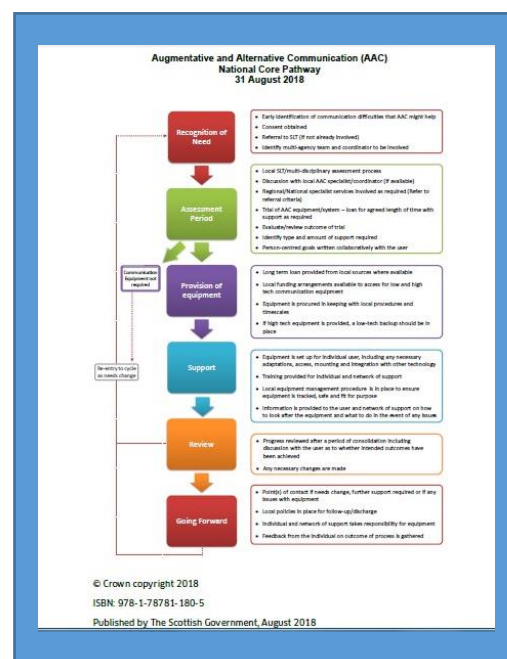 Augmentative and Alternative Communication (AAC)
National Core Pathway
31 August 2018
Recognition of
Need
Early identification of communication difficulties that AAC might help
Consent obtained
Referral to SLT (if not already involved)
Identify multi-agency team and coordinator to be involved
Assessment
Period
Local SLT/multi-disciplinary assessment process
Discussion with local AAC specialist/coordinator (if available)
Regional/National specialist services involved as required (Refer to
referral criteria)
Trial of AAC equipment/system – loan for agreed length of time with
support as required
Evaluate/review outcome of trial
Identify type and amount of support required
Person-centred goals written collaboratively with the user
Communication
Equipment not
required
Provision of
equipment
Long term loan provided from local sources where available
Local funding arrangements available to access for low and high
tech communication equipment
Equipment is procured in keeping with local procedures and
timescales
If high tech equipment is provided, a low-tech backup should be in
place
Re-entry to cycle
as needs change
Support
Equipment is set up for individual user, including any necessary
adaptations, access, mounting and integration with other technology
Training provided for individual and network of support
Local equipment management procedure is in place to ensure
equipment is tracked, safe and fit for purpose
Information is provided to the user and network of support on how
to look after the equipment and what to do in the event of any issues
Review
Progress reviewed after a period of consolidation including
discussion with the user as to whether intended outcomes have
been achieved
Any necessary changes are made
Going Forward
Point(s) of contact if needs change, further support required or if any
issues with equipment
Local policies in place for follow-up/discharge
Individual and network of support takes responsibility for equipment
Feedback from the individual on outcome of process is gathered
© Crown copyright 2018
ISBN: 978-1-78781-180-5
Published by The Scottish Government, August 2018